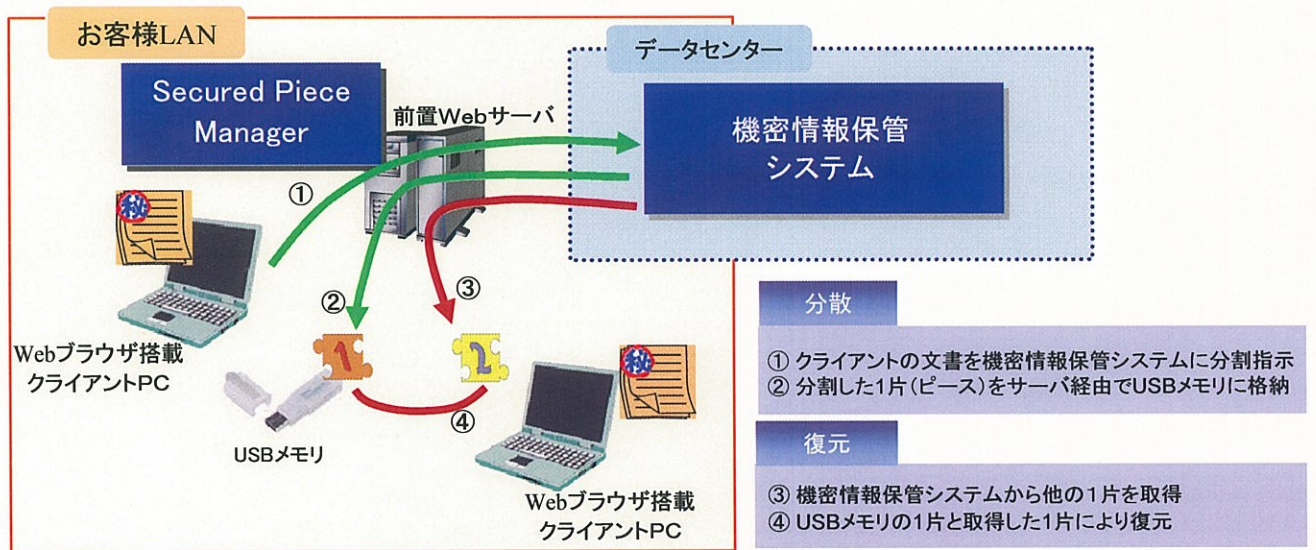 お客様LAN
データセンター
Secured Piece
Manager
前置Webサーバ
機密情報保管
システム
①
秘
②
③
1
2
Webブラウザ搭載
クライアントPC
秘
④
USBメモリ
Webブラウザ搭載
クライアントPC
分散
① クライアントの文書を機密情報保管システムに分割指示
② 分割した1片(ピース)をサーバ経由でUSBメモリに格納
復元
③ 機密情報保管システムから他の1片を取得
④ USBメモリの1片と取得した1片により復元